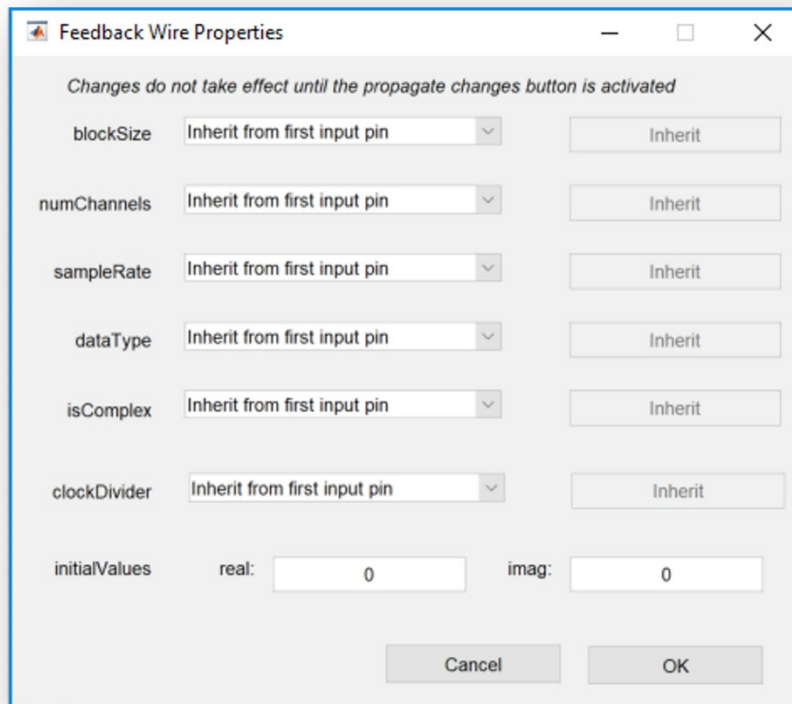 Feedback Wire Properties
Changes do not take effect until the propagate changes button is activated
blockSize Inherit from first input pin Inherit
numChannels Inherit from first input pin Inherit
sampleRate Inherit from first input pin Inherit
dataType Inherit from first input pin Inherit
isComplex Inherit from first input pin Inherit
clockDivider Inherit from first input pin Inherit
initialValues real: 0 imag: 0
Cancel OK